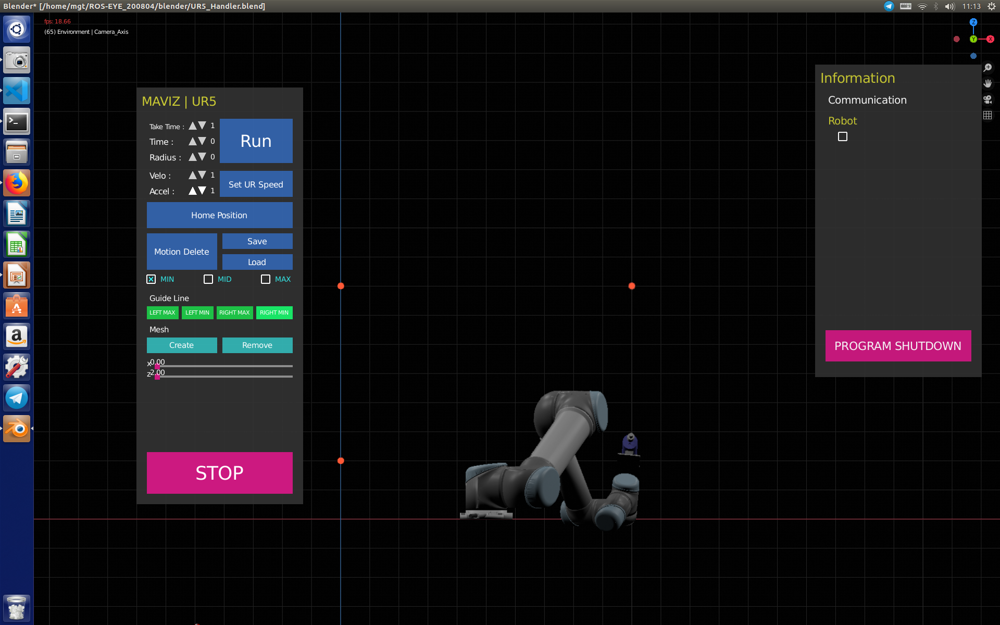 Blender* [/home/mgt/ROS-EYE_200804/blender/UR5_Handler.blend]
11:13
fps: 18.66
(65) Environment | Camera_Axis
Z
Y
X
MAVIZ | UR5
Take Time : 1
Time : 0
Radius : 0
Run
Velo : 1
Accel : 1
Set UR Speed
Home Position
Motion Delete
Save
Load
MIN MID MAX
Guide Line
LEFT MAX LEFT MIN RIGHT MAX RIGHT MIN
Mesh
Create Remove
x 0.00
z 2.00
STOP
Information
Communication
Robot
PROGRAM SHUTDOWN